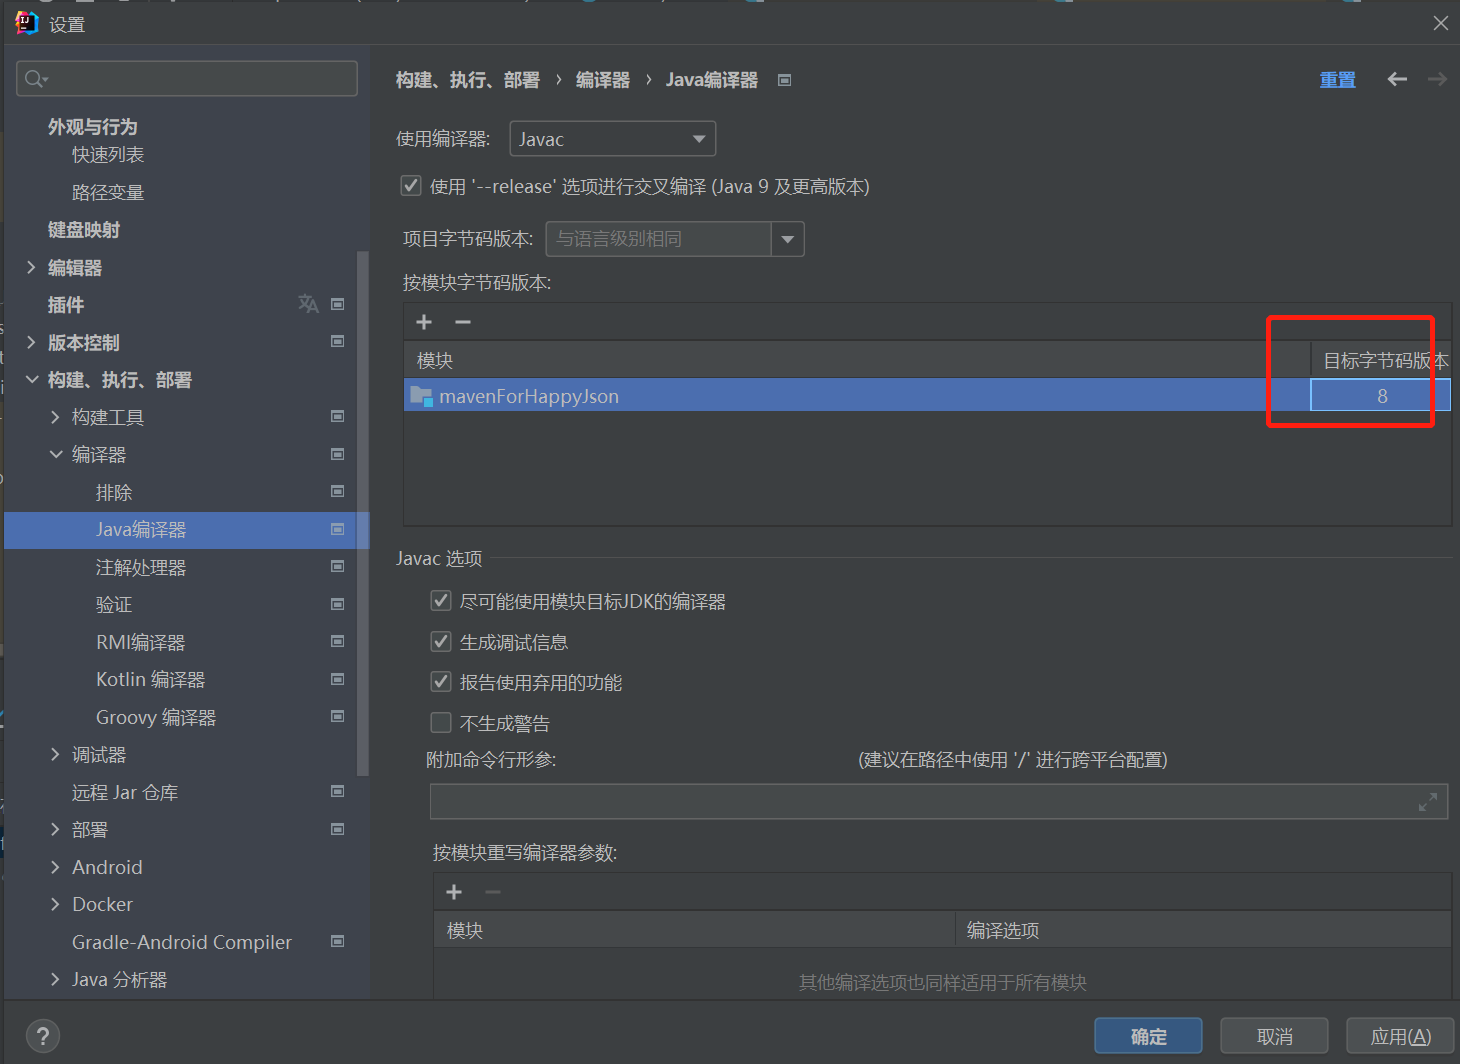 设置
外观与行为
快速列表
路径变量
键盘映射
编辑器
插件
版本控制
构建、执行、部署
构建工具
编译器
排除
Java编译器
注解处理器
验证
RMI编译器
Kotlin 编译器
Groovy 编译器
调试器
远程 Jar 仓库
部署
Android
Docker
Gradle-Android Compiler
Java 分析器
构建、执行、部署 › 编译器 › Java编译器
重置
使用编译器: Javac
使用 '--release' 选项进行交叉编译 (Java 9 及更高版本)
项目字节码版本: 与语言级别相同
按模块字节码版本:
模块 目标字节码版本
mavenForHappyJson 8
Javac 选项
尽可能使用模块目标JDK的编译器
生成调试信息
报告使用弃用的功能
不生成警告
附加命令行形参: (建议在路径中使用 '/' 进行跨平台配置)
按模块重写编译器参数:
模块 编译选项
其他编译选项也同样适用于所有模块
? 确定 取消 应用(A)